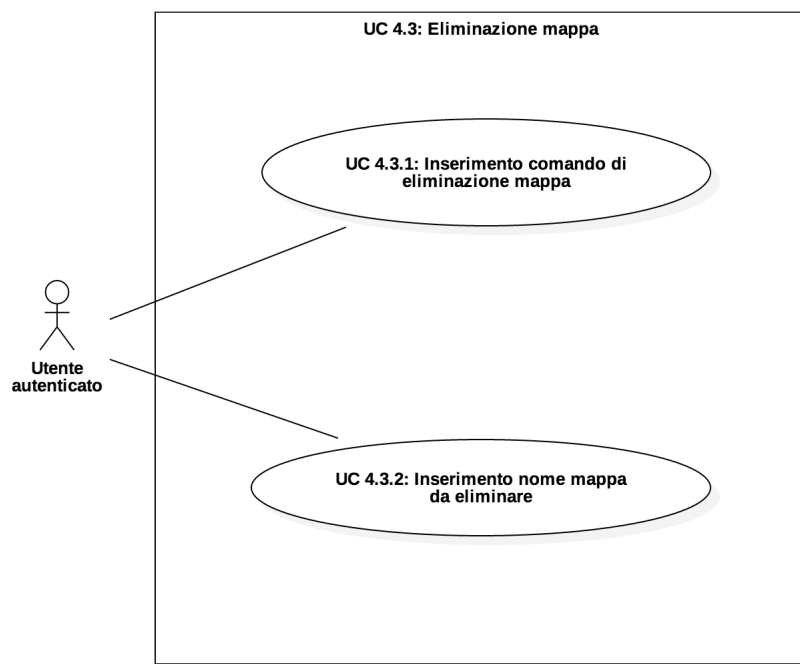 UC 4.3: Eliminazione mappa
UC 4.3.1: Inserimento comando di
eliminazione mappa
Utente
autenticato
UC 4.3.2: Inserimento nome mappa
da eliminare